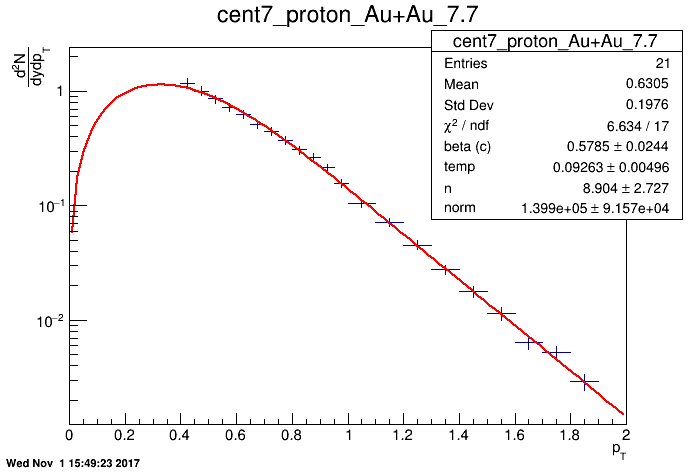 cent7_proton_Au+Au_7.7
cent7_proton_Au+Au_7.7
Entries 21
Mean 0.6305
Std Dev 0.1976
χ² / ndf 6.634 / 17
beta (c) 0.5785 ± 0.0244
temp 0.09263 ± 0.00496
n 8.904 ± 2.727
norm 1.399e+05 ± 9.157e+04
d²N
dydp_T
1
10⁻¹
10⁻²
0 0.2 0.4 0.6 0.8 1 1.2 1.4 1.6 1.8 2
p_T
Wed Nov 1 15:49:23 2017